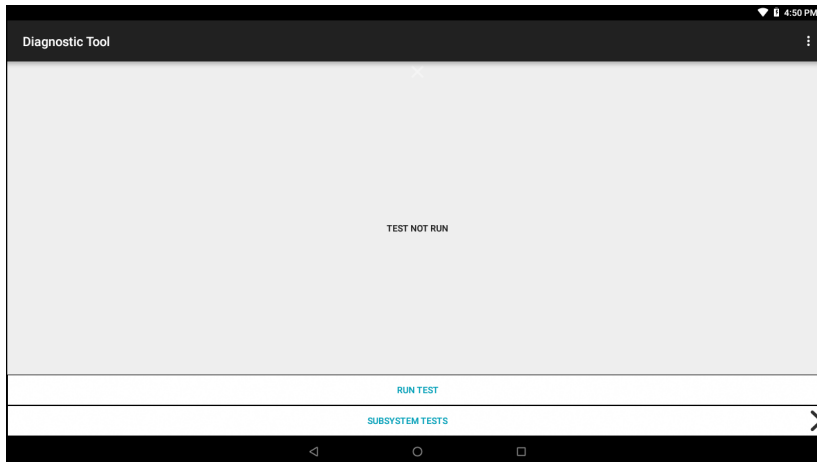 4:50 PM
Diagnostic Tool
TEST NOT RUN
RUN TEST
SUBSYSTEM TESTS